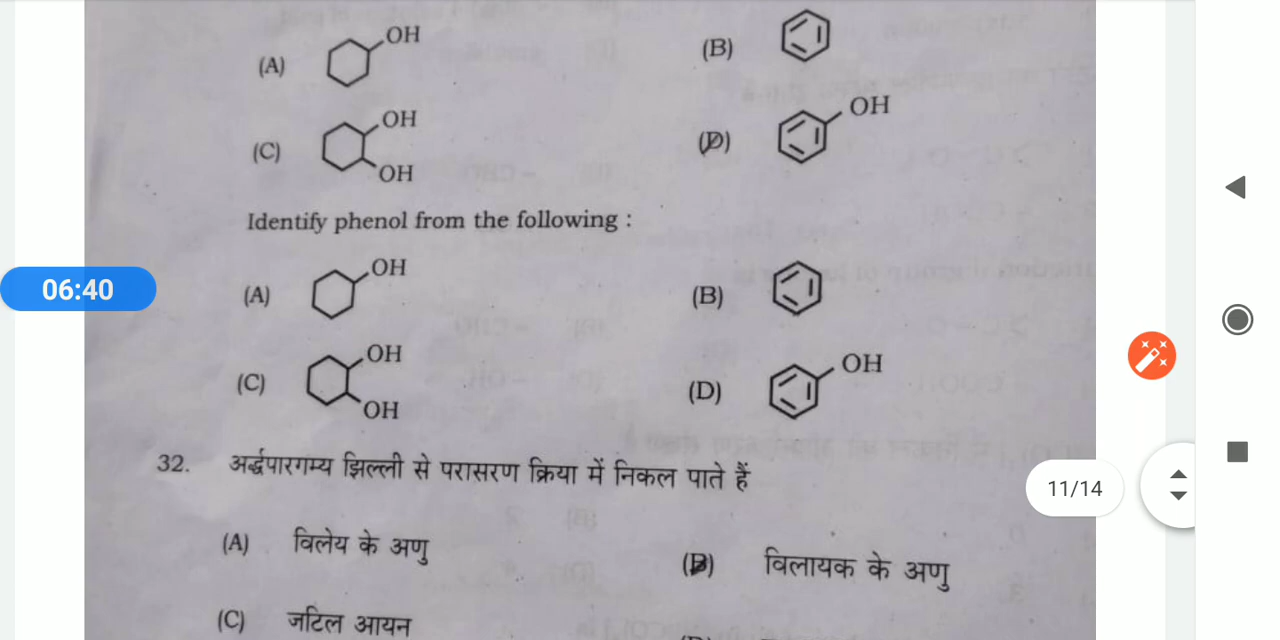 (A) OH
(B)
(C) OH
OH
(D) OH
Identify phenol from the following :
(A) OH
(B)
(C) OH
OH
(D) OH
06:40
32. अर्द्धपारगम्य झिल्ली से परासरण क्रिया में निकल पाते हैं
11/14
(A) विलेय के अणु
(B) विलायक के अणु
(C) जटिल आयन